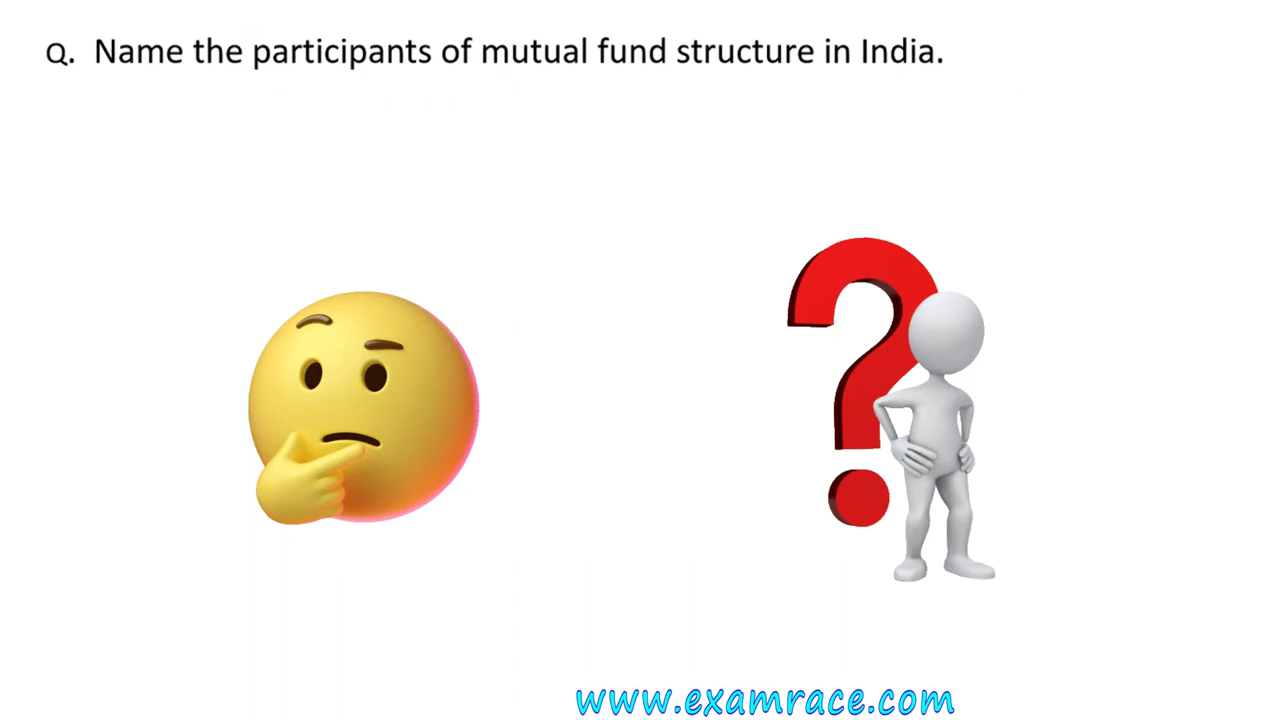 Q. Name the participants of mutual fund structure in India.
www.examrace.com